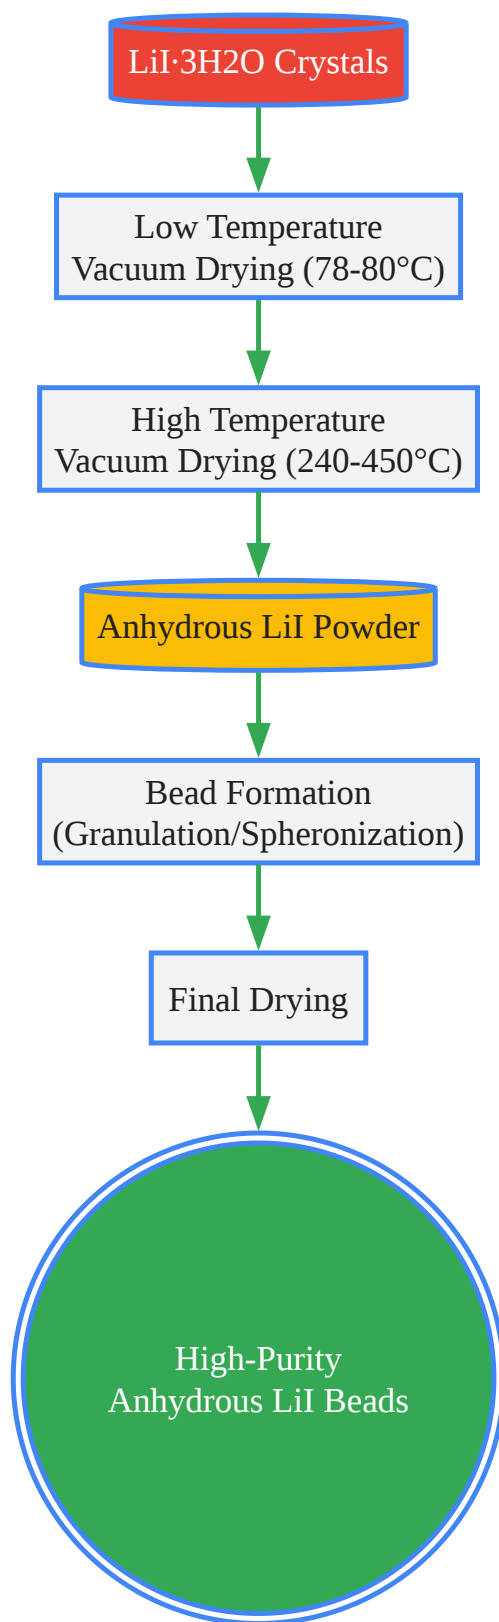 LiI·3H2O Crystals
Low Temperature
Vacuum Drying (78-80°C)
High Temperature
Vacuum Drying (240-450°C)
Anhydrous LiI Powder
Bead Formation
(Granulation/Spheronization)
Final Drying
High-Purity
Anhydrous LiI Beads